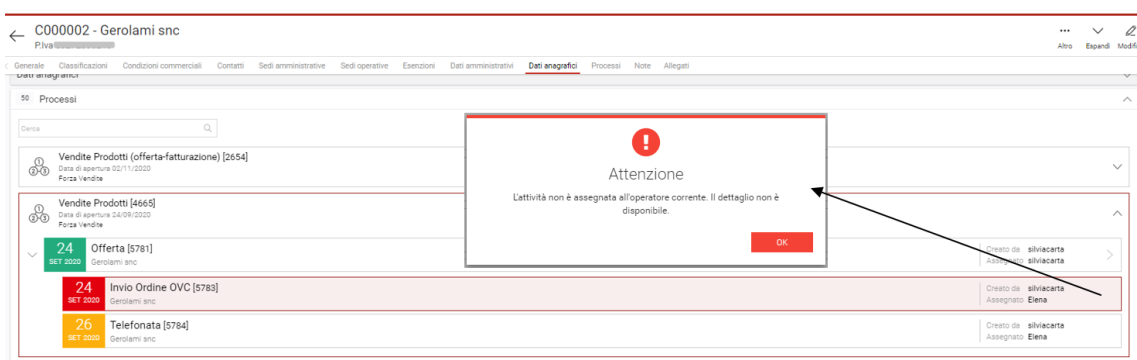 C000002 - Gerolami snc
P.Iva
Altro Espandi Modifi
Generale Classificazioni Condizioni commerciali Contatti Sedi amministrative Sedi operative Esenzioni Dati amministrativi Dati anagrafici Processi Note Allegati
Dati anagrafici
50 Processi
Cerca
Vendite Prodotti (offerta-fatturazione) [2654]
Data di apertura 02/11/2020
Forza Vendite
Vendite Prodotti [4665]
Data di apertura 24/09/2020
Forza Vendite
24 SET 2020
Offerta [5781]
Gerolami snc
Creato da silviacarta
Assegnato silviacarta
24 SET 2020
Invio Ordine OVC [5783]
Gerolami snc
Creato da silviacarta
Assegnato Elena
26 SET 2020
Telefonata [5784]
Gerolami snc
Creato da silviacarta
Assegnato Elena
Attenzione
L'attività non è assegnata all'operatore corrente. Il dettaglio non è
disponibile.
OK